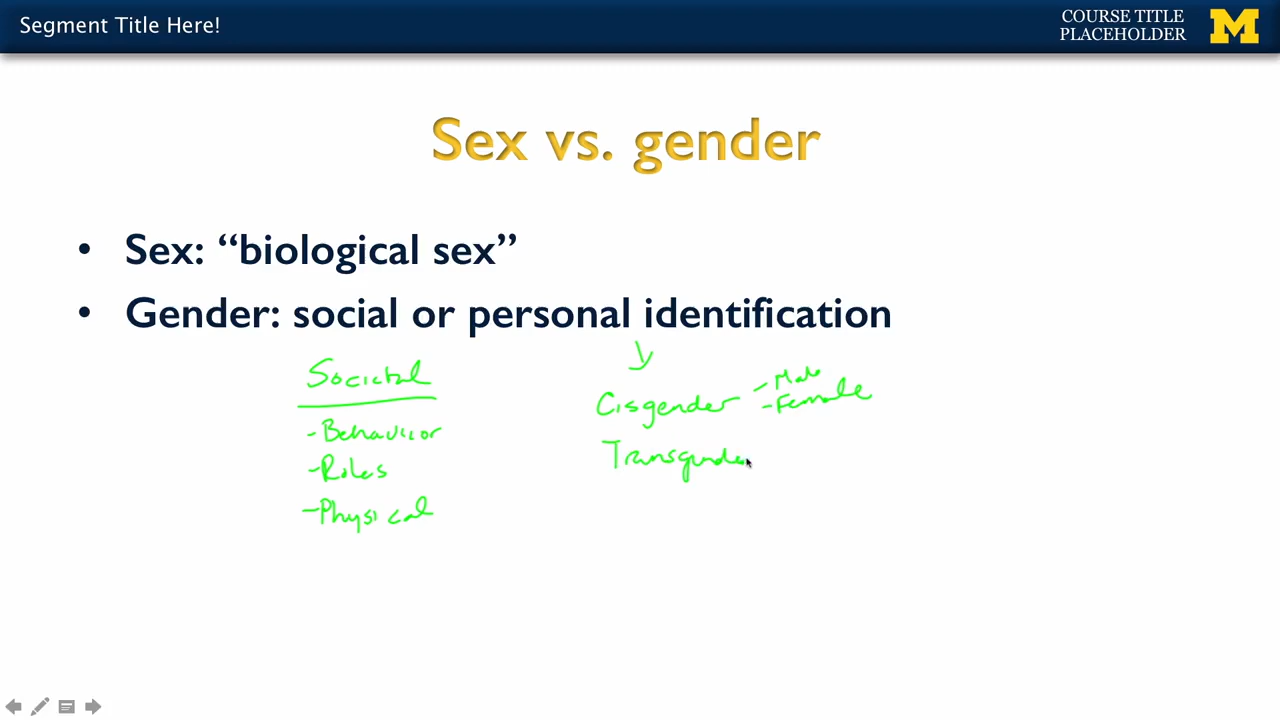 Segment Title Here!
COURSE TITLE
PLACEHOLDER
M
Sex vs. gender
• Sex: “biological sex”
• Gender: social or personal identification
Societal
- Behavior
- Roles
- Physical
Cisgender
- Male
- Female
Transgender